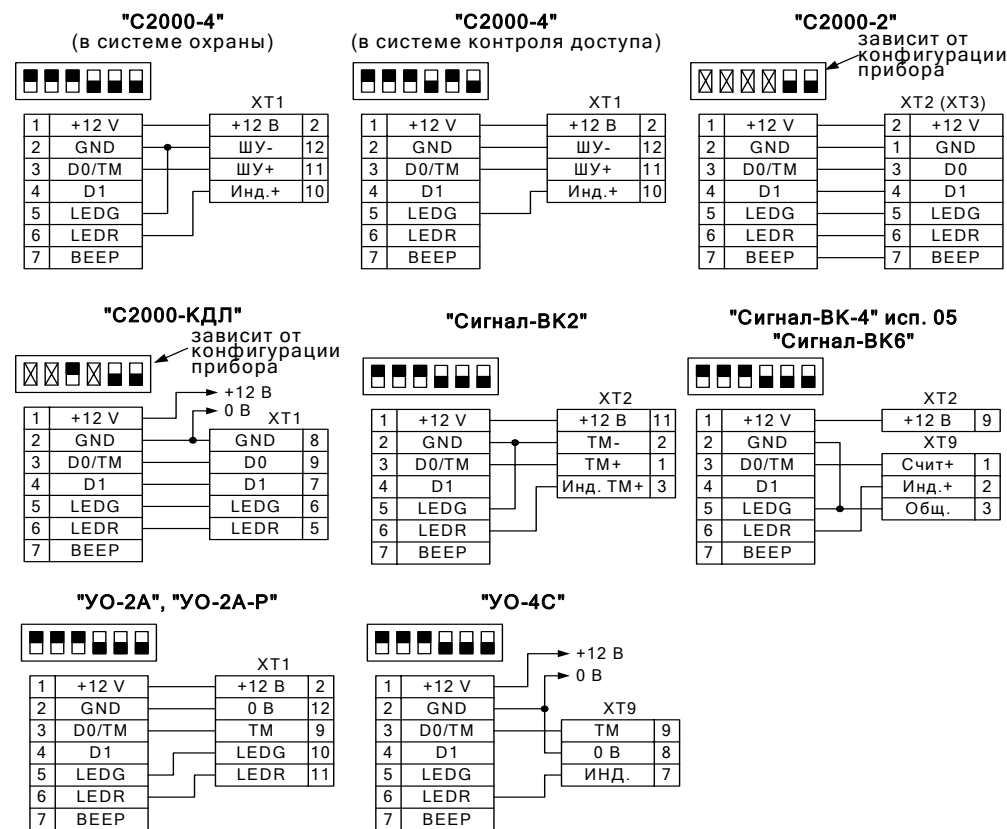 "С2000-4"
(в системе охраны)
XT1
1 +12 V +12 В 2
2 GND ШУ- 12
3 D0/TM ШУ+ 11
4 D1 Инд.+ 10
5 LEDG
6 LEDR
7 BEEP
"С2000-4"
(в системе контроля доступа)
XT1
1 +12 V +12 В 2
2 GND ШУ- 12
3 D0/TM ШУ+ 11
4 D1 Инд.+ 10
5 LEDG
6 LEDR
7 BEEP
"С2000-2"
зависит от
конфигурации
прибора
XT2 (XT3)
1 +12 V 2 +12 V
2 GND 1 GND
3 D0/TM 3 D0
4 D1 4 D1
5 LEDG 5 LEDG
6 LEDR 6 LEDR
7 BEEP 7 BEEP
"С2000-КДЛ"
зависит от
конфигурации
прибора
+12 В
0 В
XT1
1 +12 V
2 GND GND 8
3 D0/TM D0 9
4 D1 D1 7
5 LEDG LEDG 6
6 LEDR LEDR 5
7 BEEP
"Сигнал-ВК2"
XT2
1 +12 V +12 В 11
2 GND TM- 2
3 D0/TM TM+ 1
4 D1 Инд. TM+ 3
5 LEDG
6 LEDR
7 BEEP
"Сигнал-ВК-4" исп. 05
"Сигнал-ВК6"
XT2
1 +12 V +12 В 9
2 GND XT9
3 D0/TM Счит+ 1
4 D1 Инд.+ 2
5 LEDG Общ. 3
6 LEDR
7 BEEP
"УО-2А", "УО-2А-Р"
XT1
1 +12 V +12 В 2
2 GND 0 В 12
3 D0/TM TM 9
4 D1 LEDG 10
5 LEDG LEDR 11
6 LEDR
7 BEEP
"УО-4С"
+12 В
0 В
1 +12 V
2 GND XT9
3 D0/TM TM 9
4 D1 0 В 8
5 LEDG ИНД. 7
6 LEDR
7 BEEP